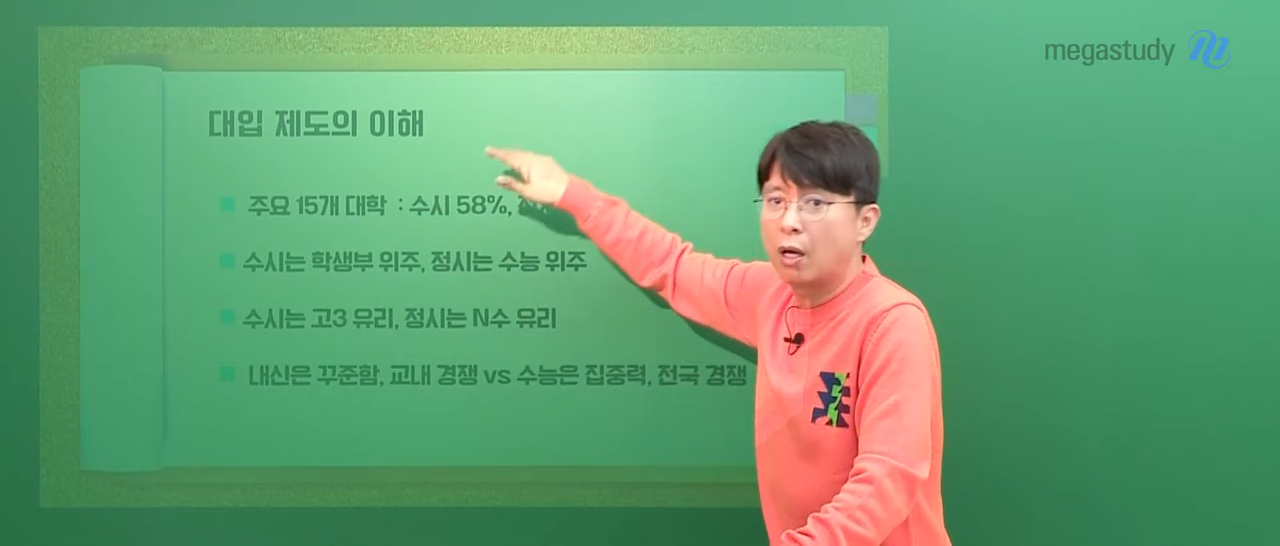 megastudy
대입 제도의 이해
주요 15개 대학 : 수시 58%,
수시는 학생부 위주, 정시는 수능 위주
수시는 고3 유리, 정시는 N수 유리
내신은 꾸준함, 교내 경쟁 vs 수능은 집중력, 전국 경쟁